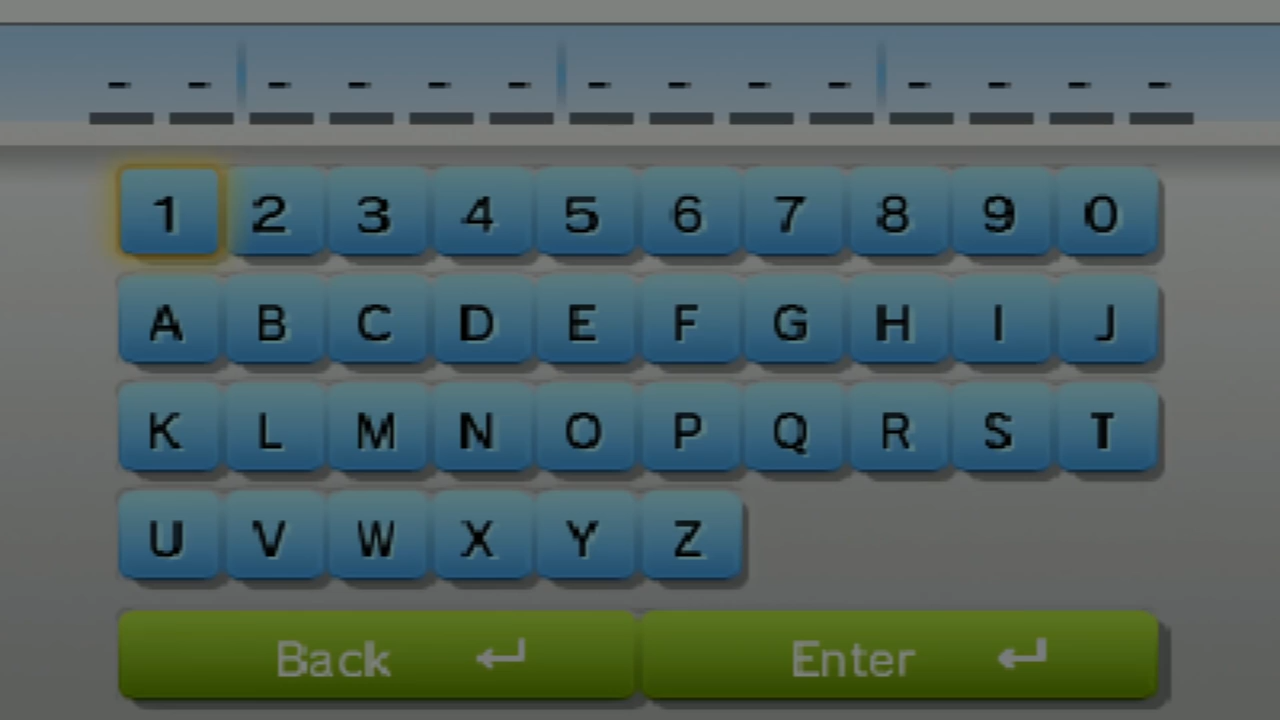 - - - - - - - - - - - - - -
1 2 3 4 5 6 7 8 9 0
A B C D E F G H I J
K L M N O P Q R S T
U V W X Y Z
Back ↵ Enter ↵